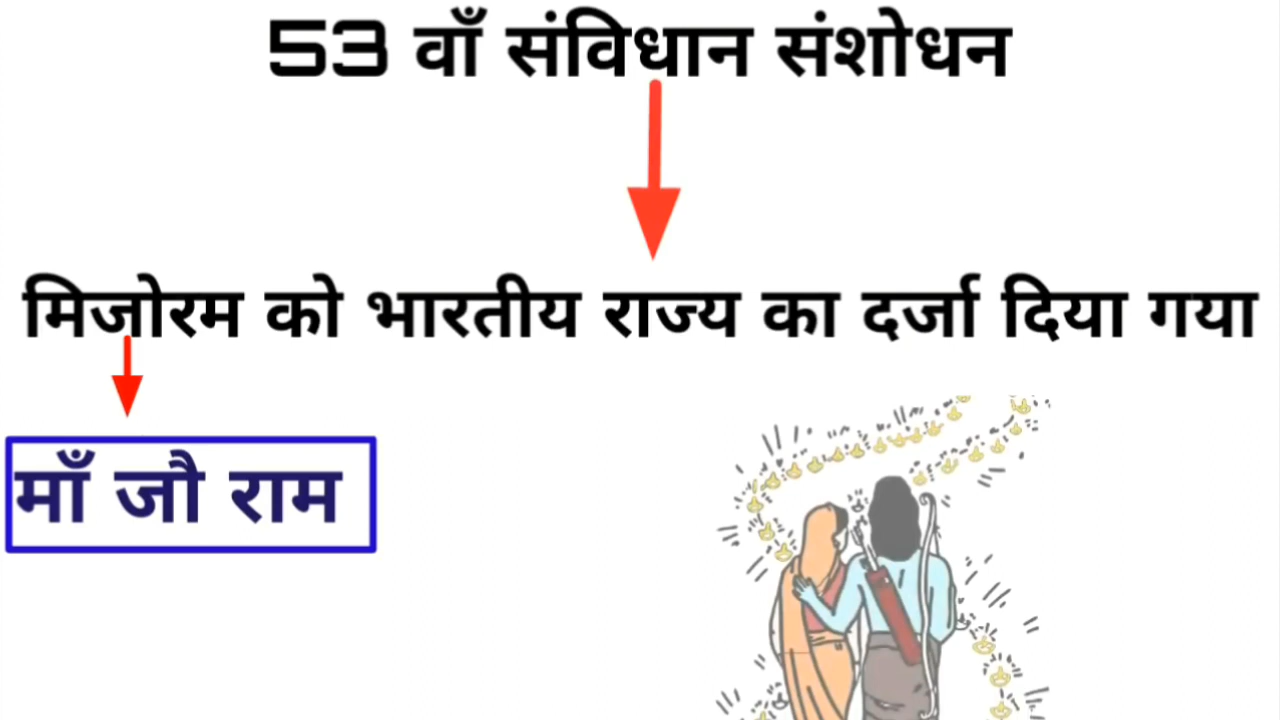 53 वाँ संविधान संशोधन
मिजोरम को भारतीय राज्य का दर्जा दिया गया
माँ जौ राम